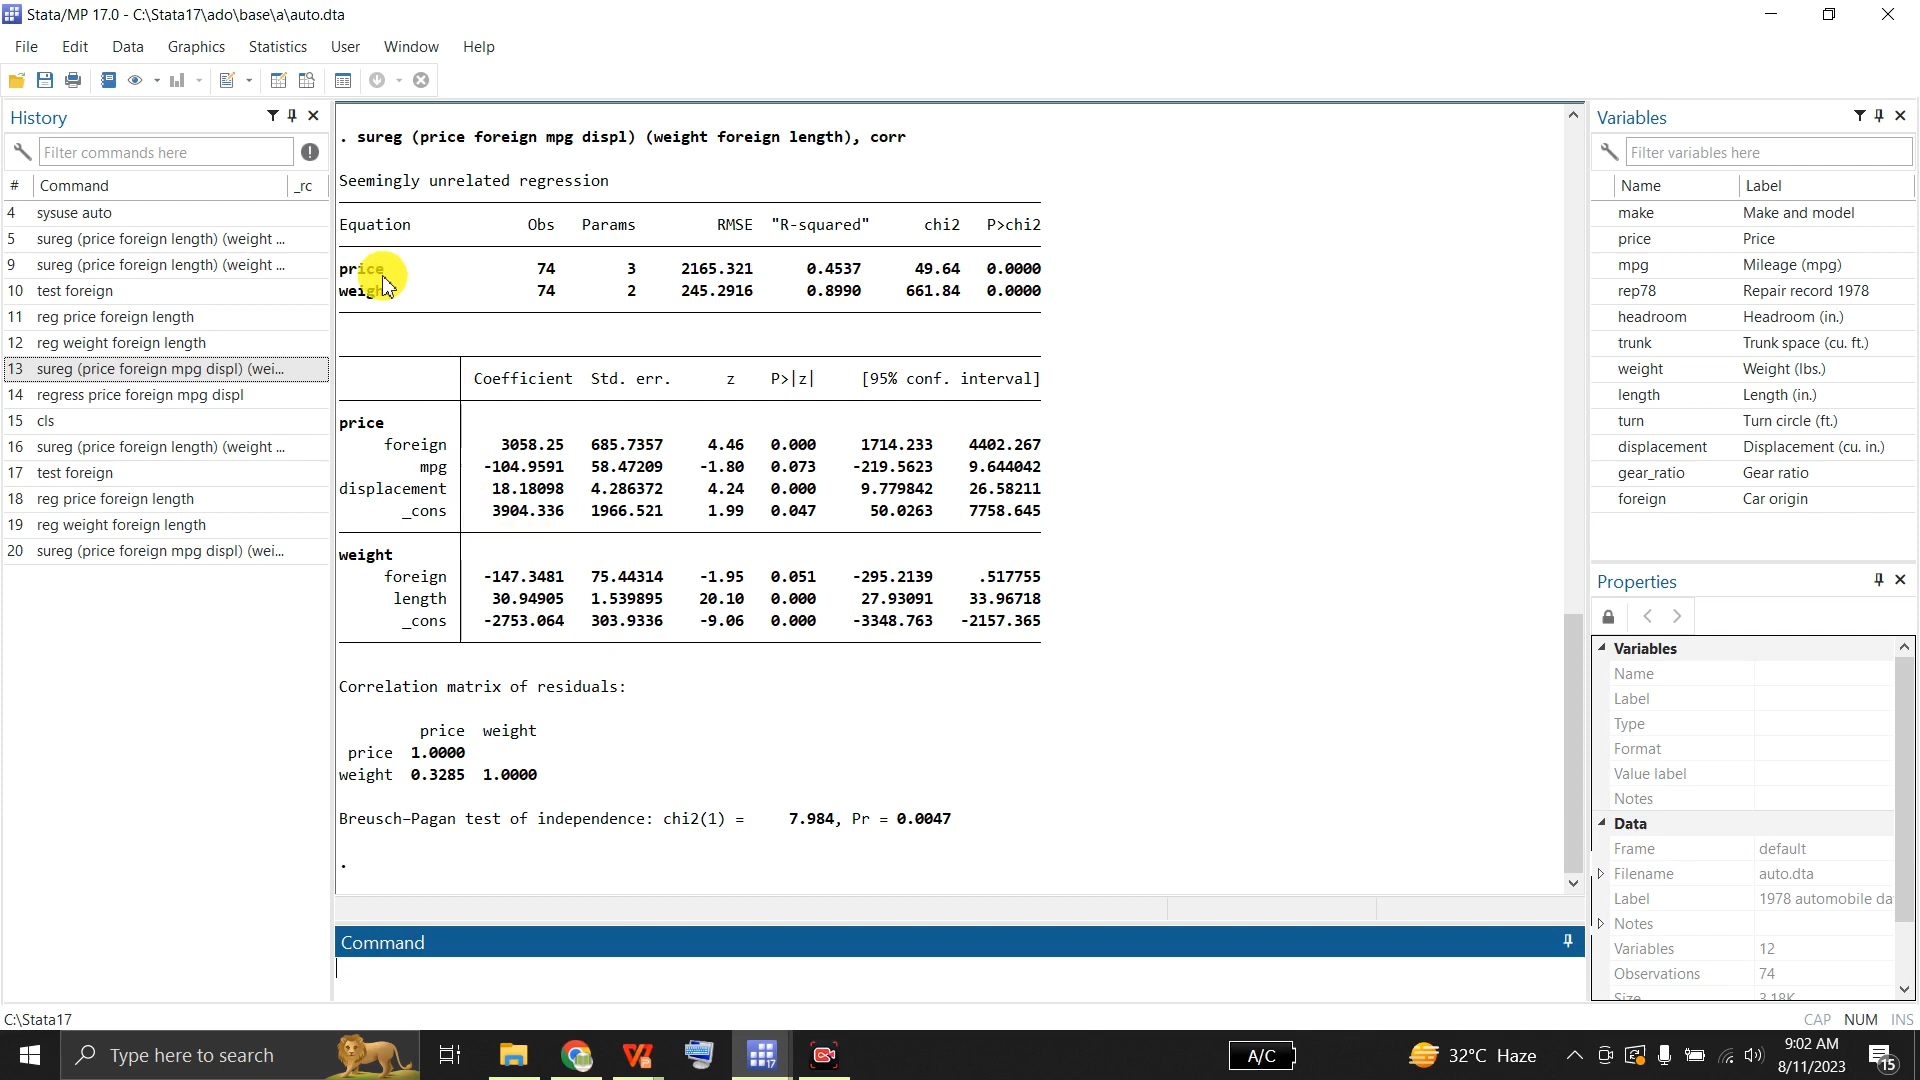 Stata/MP 17.0 - C:\Stata17\ado\base\a\auto.dta
File Edit Data Graphics Statistics User Window Help
History
Filter commands here
# Command _rc
4 sysuse auto
5 sureg (price foreign length) (weight ...
9 sureg (price foreign length) (weight ...
10 test foreign
11 reg price foreign length
12 reg weight foreign length
13 sureg (price foreign mpg displ) (wei...
14 regress price foreign mpg displ
15 cls
16 sureg (price foreign length) (weight ...
17 test foreign
18 reg price foreign length
19 reg weight foreign length
20 sureg (price foreign mpg displ) (wei...
. sureg (price foreign mpg displ) (weight foreign length), corr
Seemingly unrelated regression
Equation Obs Params RMSE "R-squared" chi2 P>chi2
price 74 3 2165.321 0.4537 49.64 0.0000
weight 74 2 245.2916 0.8990 661.84 0.0000
Coefficient Std. err. z P>|z| [95% conf. interval]
price
foreign 3058.25 685.7357 4.46 0.000 1714.233 4402.267
mpg -104.9591 58.47209 -1.80 0.073 -219.5623 9.644042
displacement 18.18098 4.286372 4.24 0.000 9.779842 26.58211
_cons 3904.336 1966.521 1.99 0.047 50.0263 7758.645
weight
foreign -147.3481 75.44314 -1.95 0.051 -295.2139 .517755
length 30.94905 1.539895 20.10 0.000 27.93091 33.96718
_cons -2753.064 303.9336 -9.06 0.000 -3348.763 -2157.365
Correlation matrix of residuals:
price weight
price 1.0000
weight 0.3285 1.0000
Breusch–Pagan test of independence: chi2(1) = 7.984, Pr = 0.0047
.
Command
Variables
Filter variables here
Name Label
make Make and model
price Price
mpg Mileage (mpg)
rep78 Repair record 1978
headroom Headroom (in.)
trunk Trunk space (cu. ft.)
weight Weight (lbs.)
length Length (in.)
turn Turn circle (ft.)
displacement Displacement (cu. in.)
gear_ratio Gear ratio
foreign Car origin
Properties
Variables
Name
Label
Type
Format
Value label
Notes
Data
Frame default
Filename auto.dta
Label 1978 automobile da
Notes
Variables 12
Observations 74
Size 3.18K
C:\Stata17
CAP NUM INS
Type here to search
17
A/C
32°C Haze
9:02 AM
8/11/2023
15